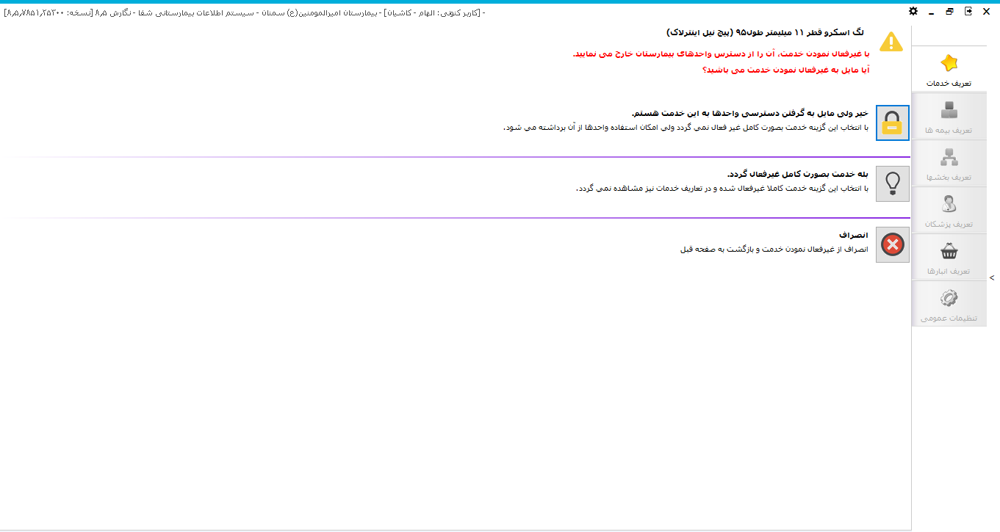 - [کاربر کنونی: الهام - کاشیان] - بیمارستان امیرالمومنین(ع) سمنان - سیستم اطلاعات بیمارستانی شفا - نگارش ۸٫۵ [نسخه: ۸٫۵٫۷۸۵۱٫۲۵۳۰۰]
لگ اسکرو قطر ۱۱ میلیمتر طول۹۵ (پیچ نیل اینترلاک)
با غیرفعال نمودن خدمت، آن را از دسترس واحدهای بیمارستان خارج می نمایید.
آیا مایل به غیرفعال نمودن خدمت می باشید؟
خیر ولی مایل به گرفتن دسترسی واحدها به این خدمت هستم.
با انتخاب این گزینه خدمت بصورت کامل غیر فعال نمی گردد ولی امکان استفاده واحدها از آن برداشته می شود.
بله خدمت بصورت کامل غیرفعال گردد.
با انتخاب این گزینه خدمت کاملا غیرفعال شده و در تعاریف خدمات نیز مشاهده نمی گردد.
انصراف
انصراف از غیرفعال نمودن خدمت و بازگشت به صفحه قبل
تعریف خدمات
تعریف بیمه ها
تعریف بخشها
تعریف پزشکان
تعریف انبارها
تنظیمات عمومی